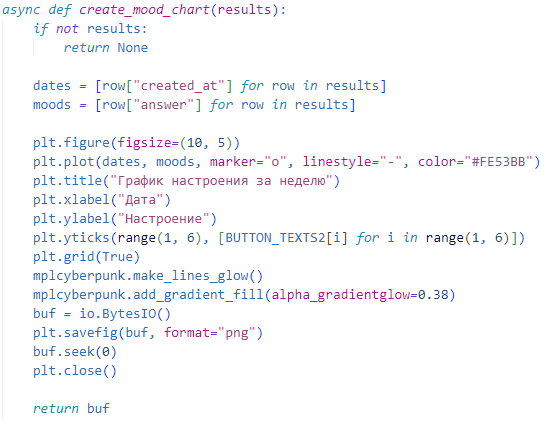 async def create_mood_chart(results):
    if not results:
        return None

    dates = [row["created_at"] for row in results]
    moods = [row["answer"] for row in results]

    plt.figure(figsize=(10, 5))
    plt.plot(dates, moods, marker="o", linestyle="-", color="#FE53BB")
    plt.title("График настроения за неделю")
    plt.xlabel("Дата")
    plt.ylabel("Настроение")
    plt.yticks(range(1, 6), [BUTTON_TEXTS2[i] for i in range(1, 6)])
    plt.grid(True)
    mplcyberpunk.make_lines_glow()
    mplcyberpunk.add_gradient_fill(alpha_gradientglow=0.38)
    buf = io.BytesIO()
    plt.savefig(buf, format="png")
    buf.seek(0)
    plt.close()

    return buf